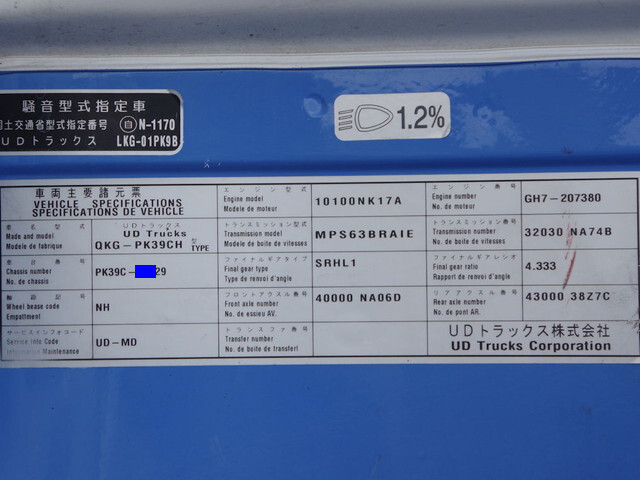 騒音型式指定車
国土交通省型式指定番号 自 N-1170
UDトラックス LKG-01PK9B
1.2%
車両主要諸元票
VEHICLE SPECIFICATIONS
SPECIFICATIONS DE VEHICLE
車名型式
Made and model
Modele de fabrique
UDトラックス
UD Trucks
QKG-PK39CH 型 TYPE
車台番号
Chassis number
No. de chassis
PK39C- 29
軸距記号
Wheel bease code
Empattment
NH
サービスインフォコード
Service Info Code
Information Maintenance
UD-MD
エンジン型式
Engine model
Modele de moteur
10100NK17A
トランスミッション型式
Transmission model
Modele de boite de vitesses
MPS63BRAIE
ファイナルギアタイプ
Final gear type
Type de renvoi d'angle
SRHL1
フロントアクスル番号
Front axle number
No. de essieu AV.
40000 NA06D
トランスファ番号
Transfer number
No. de boite de transferl
エンジン番号
Engine number
No. de moteur
GH7-207380
トランスミッション番号
Transmission number
No. de boite de vitesses
32030 NA74B
ファイナルギアレシオ
Final gear ratio
Rapport de renvoi d'angle
4.333
リアアクスル番号
Rear axle number
No. de pont AR.
43000 38Z7C
UDトラックス株式会社
UD Trucks Corporation